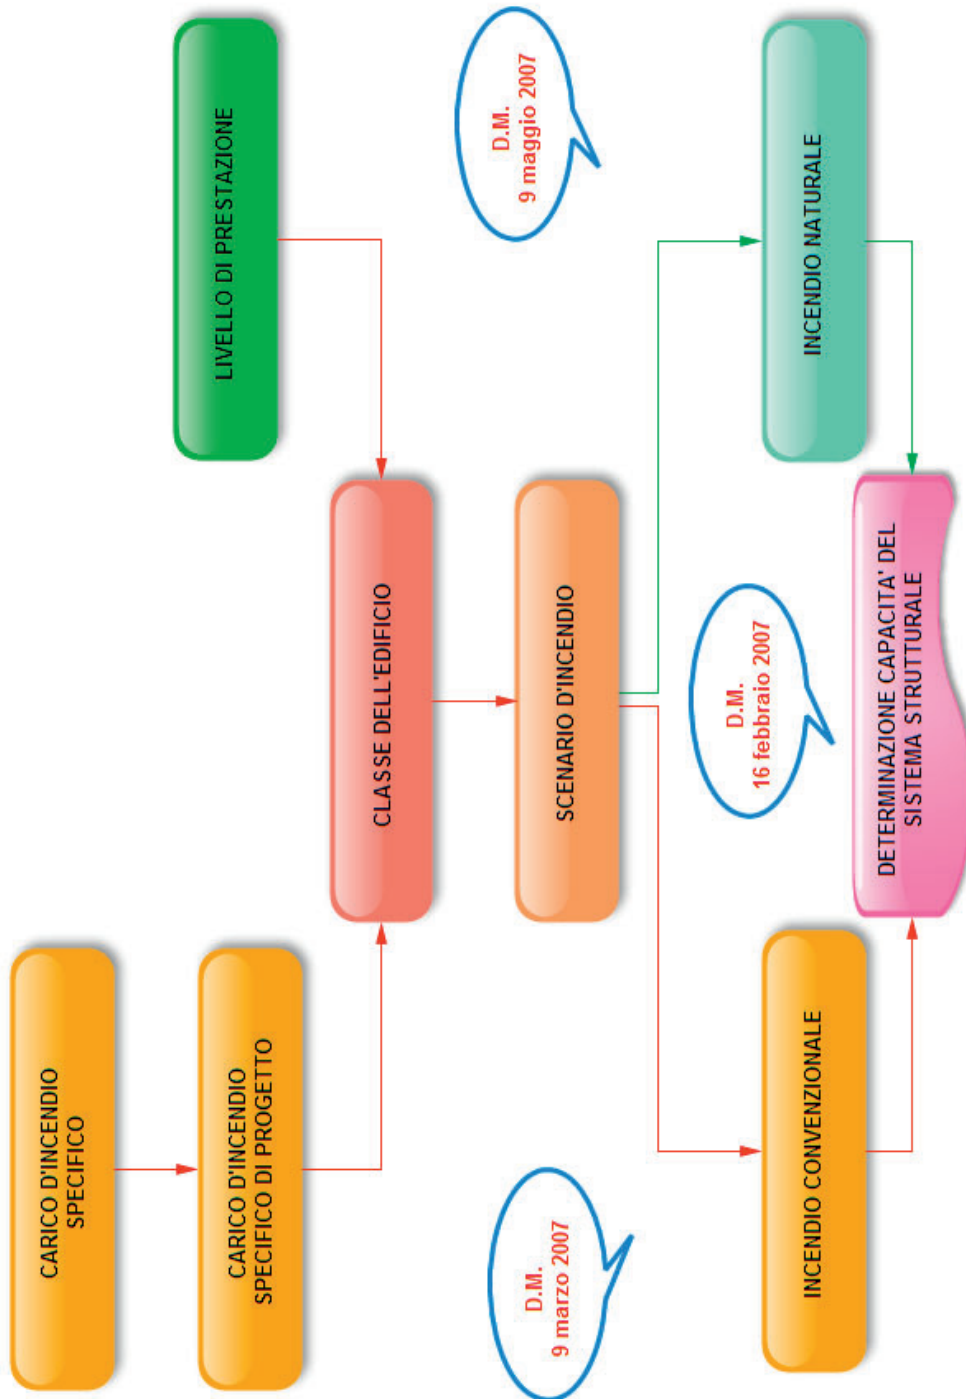 CARICO D'INCENDIO
SPECIFICO
CARICO D'INCENDIO
SPECIFICO DI PROGETTO
LIVELLO DI PRESTAZIONE
CLASSE DELL'EDIFICIO
SCENARIO D'INCENDIO
D.M.
9 marzo 2007
D.M.
16 febbraio 2007
D.M.
9 maggio 2007
INCENDIO CONVENZIONALE
INCENDIO NATURALE
DETERMINAZIONE CAPACITA' DEL
SISTEMA STRUTTURALE